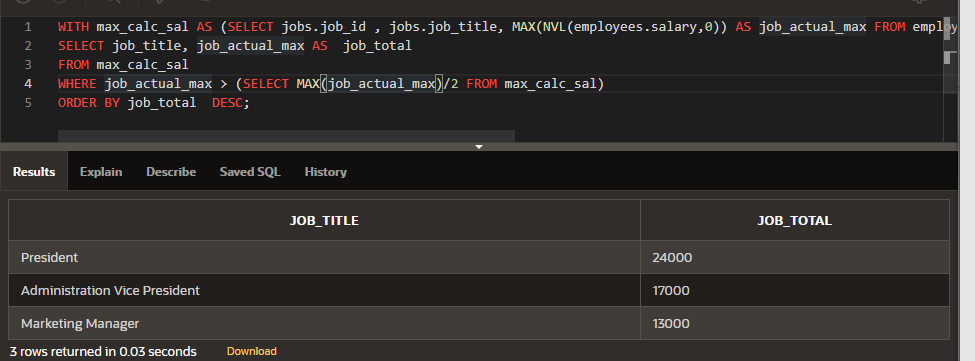 1 WITH max_calc_sal AS (SELECT jobs.job_id , jobs.job_title, MAX(NVL(employees.salary,0)) AS job_actual_max FROM employ
2 SELECT job_title, job_actual_max AS  job_total
3 FROM max_calc_sal
4 WHERE job_actual_max > (SELECT MAX(job_actual_max)/2 FROM max_calc_sal)
5 ORDER BY job_total  DESC;
Results Explain Describe Saved SQL History
JOB_TITLE JOB_TOTAL
President 24000
Administration Vice President 17000
Marketing Manager 13000
3 rows returned in 0.03 seconds Download